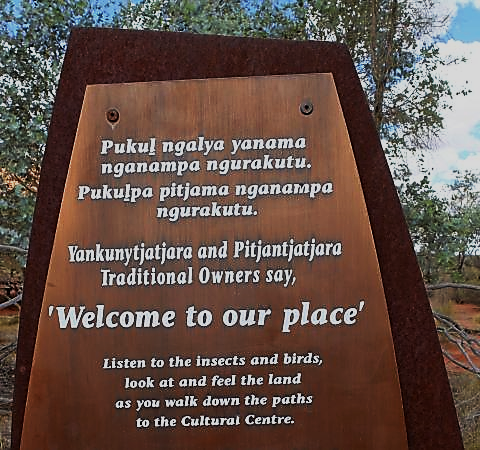 Pukuḻ ngalya yanama
nganampa ngurakutu.
Pukuḻpa pitjama nganampa
ngurakutu.
Yankunytjatjara and Pitjantjatjara
Traditional Owners say,
'Welcome to our place'
Listen to the insects and birds,
look at and feel the land
as you walk down the paths
to the Cultural Centre.